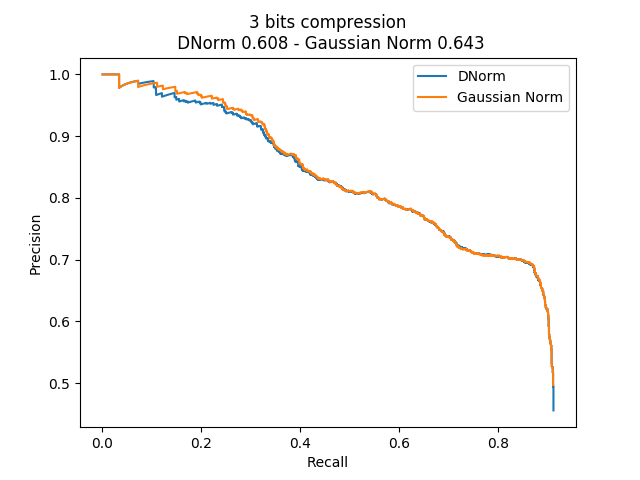 3 bits compression
DNorm 0.608 - Gaussian Norm 0.643
DNorm
Gaussian Norm
1.0
0.9
0.8
0.7
0.6
0.5
Precision
0.0
0.2
0.4
0.6
0.8
Recall